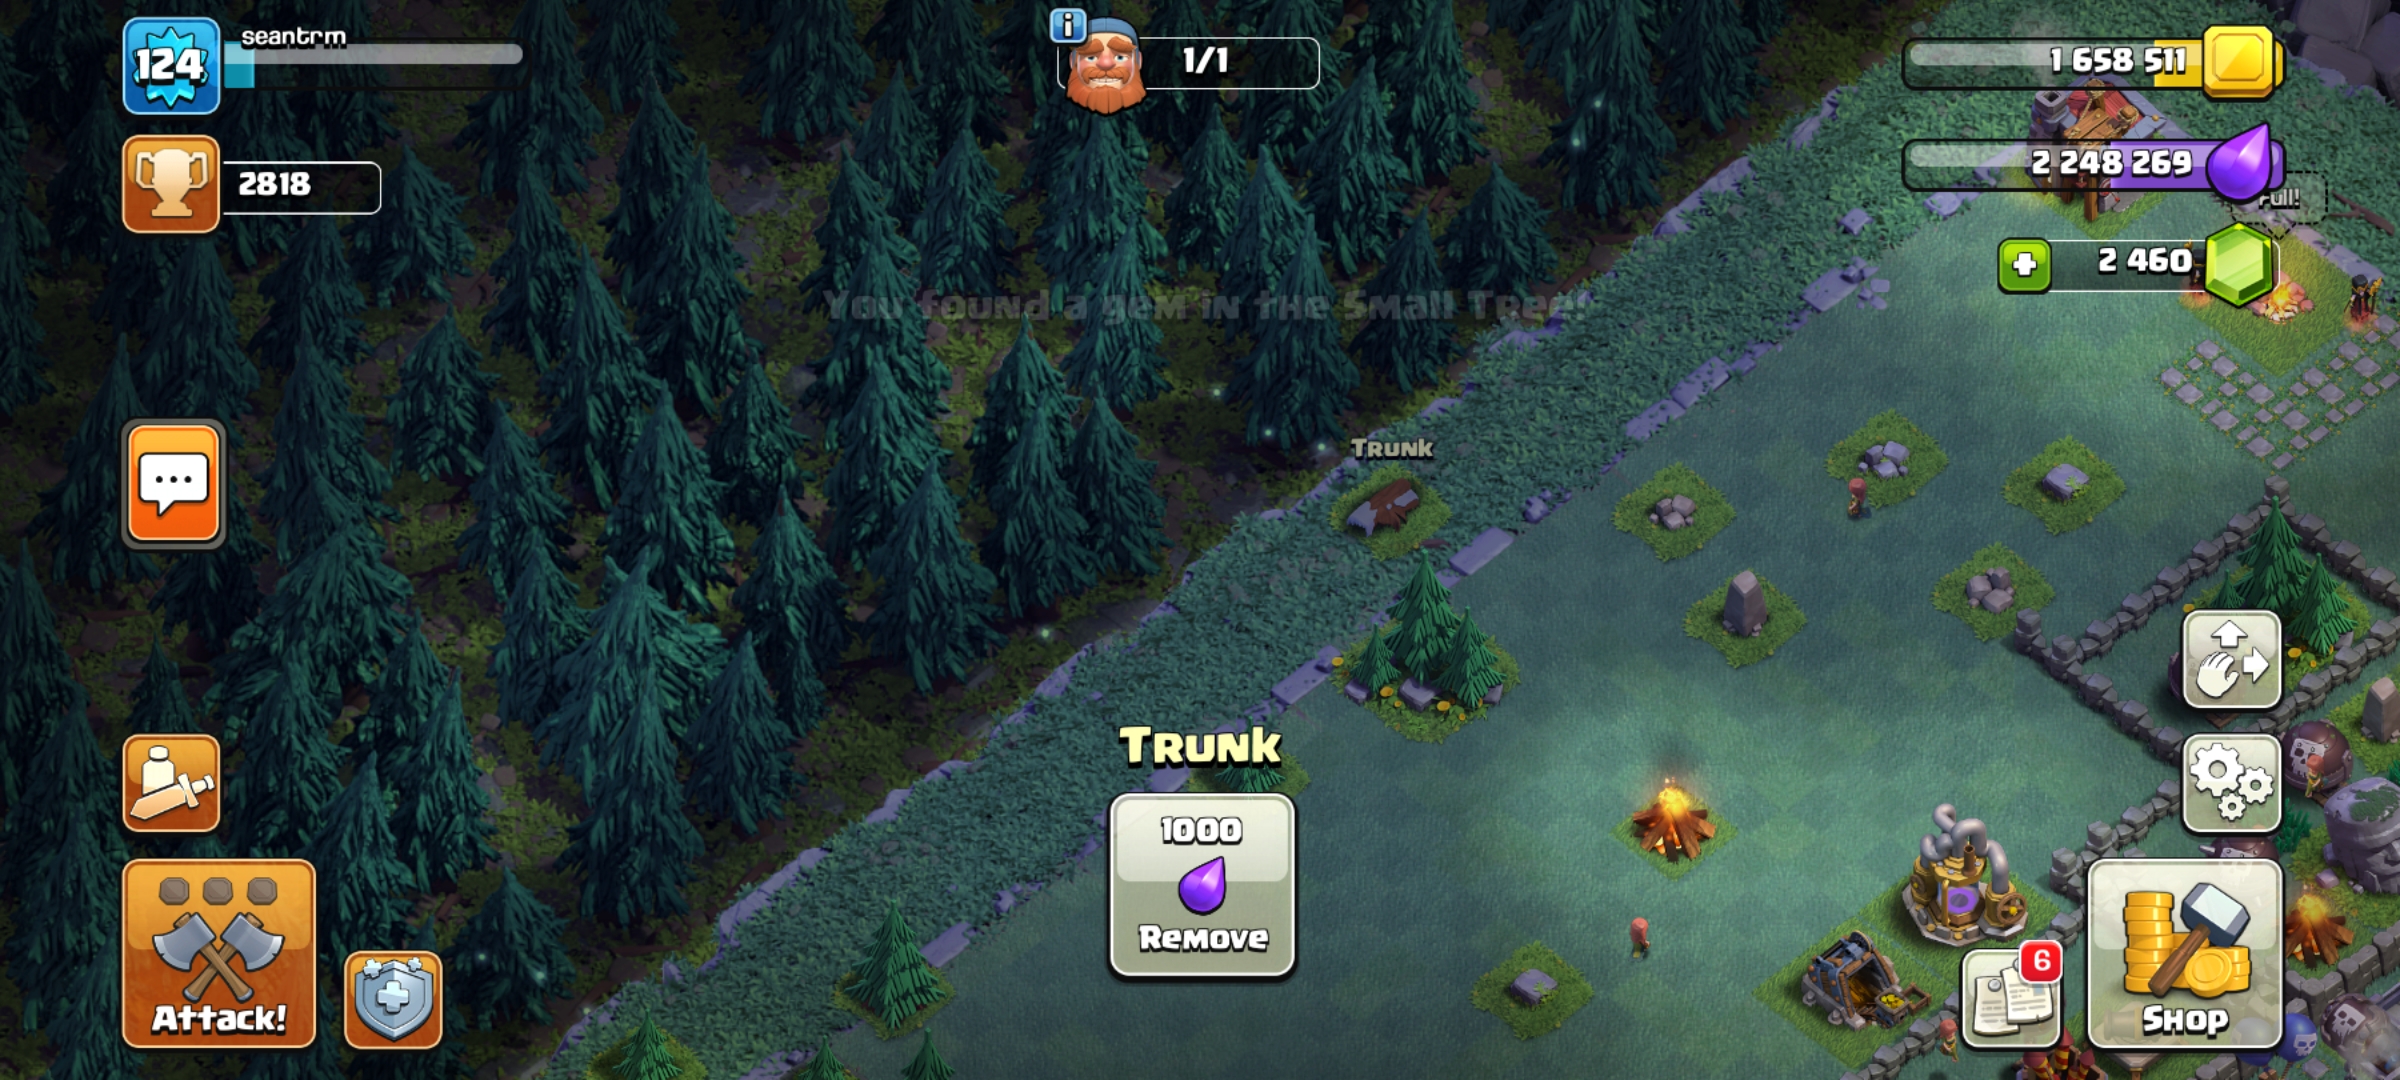 124
seantrm
1/1
1 658 511
2818
2 248 269
Full!
2 460
You found a gem in the Small Tree!
Trunk
Trunk
1000
Remove
6
Attack!
Shop